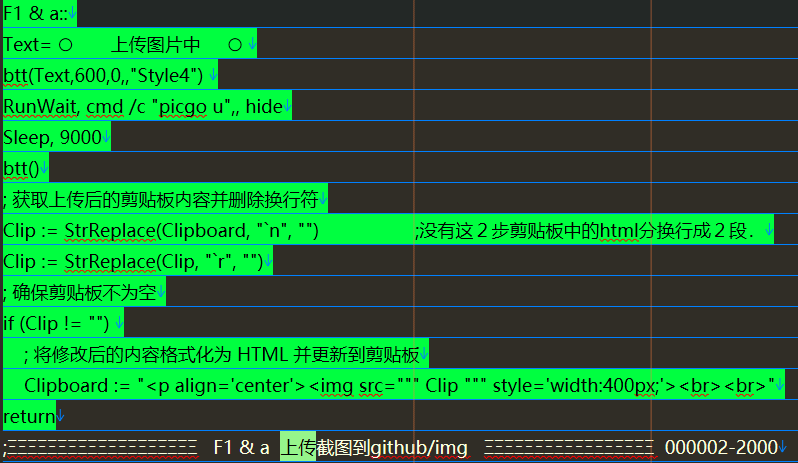 F1 & a::
Text= ○ 上传图片中 ○
btt(Text,600,0,,"Style4")
RunWait, cmd /c "picgo u",, hide
Sleep, 9000
btt()
; 获取上传后的剪贴板内容并删除换行符
Clip := StrReplace(Clipboard, "`n", "") ;没有这２步剪贴板中的html分换行成２段．
Clip := StrReplace(Clip, "`r", "")
; 确保剪贴板不为空
if (Clip != "")
; 将修改后的内容格式化为 HTML 并更新到剪贴板
Clipboard := "<p align='center'><img src=""" Clip """ style='width:400px;'><br><br>"
return
;ΞΞΞΞΞΞΞΞΞΞΞΞΞΞΞΞΞΞΞ F1 & a 上传截图到github/img ΞΞΞΞΞΞΞΞΞΞΞΞΞΞΞΞΞ 000002-2000